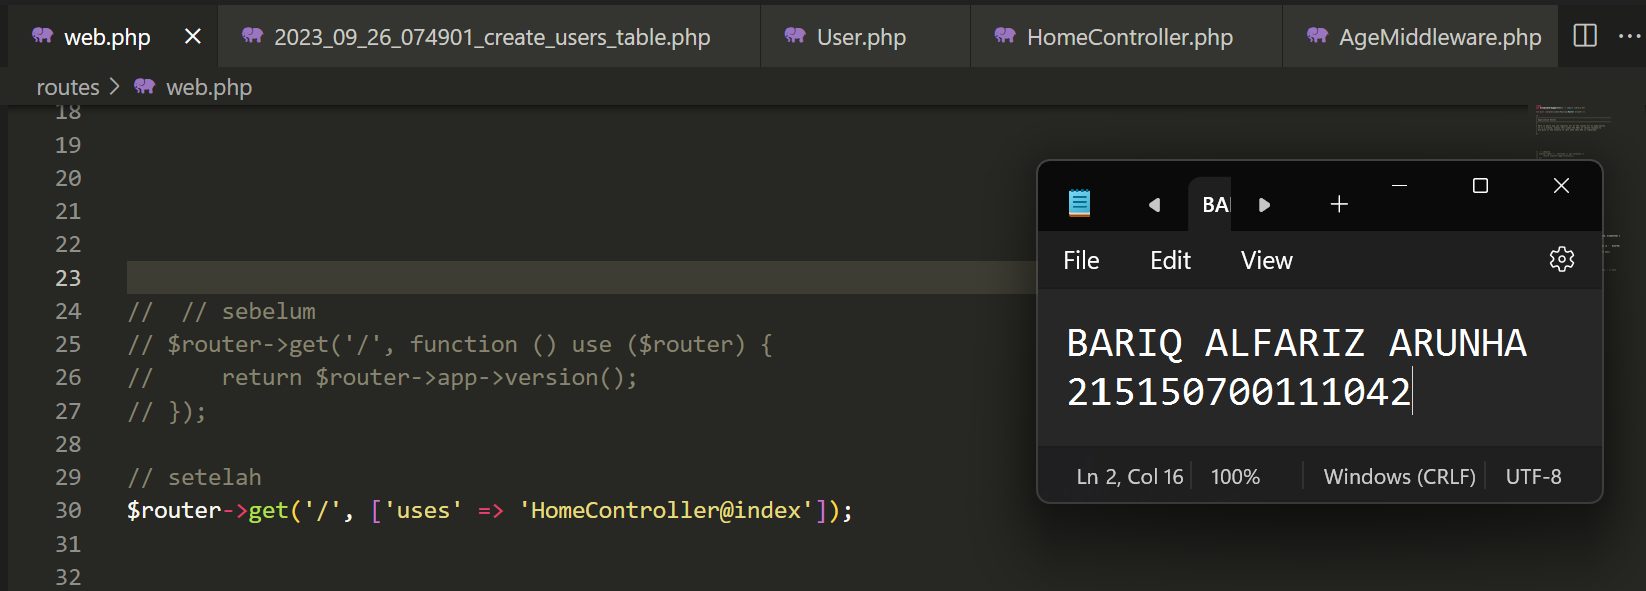 web.php
2023_09_26_074901_create_users_table.php
User.php
HomeController.php
AgeMiddleware.php
routes > web.php
18
19
20
21
22
23
24 //  // sebelum
25 // $router->get('/', function () use ($router) {
26 //     return $router->app->version();
27 // });
28
29 // setelah
30 $router->get('/', ['uses' => 'HomeController@index']);
31
32
BA
File Edit View
BARIQ ALFARIZ ARUNHA
215150700111042
Ln 2, Col 16 100% Windows (CRLF) UTF-8